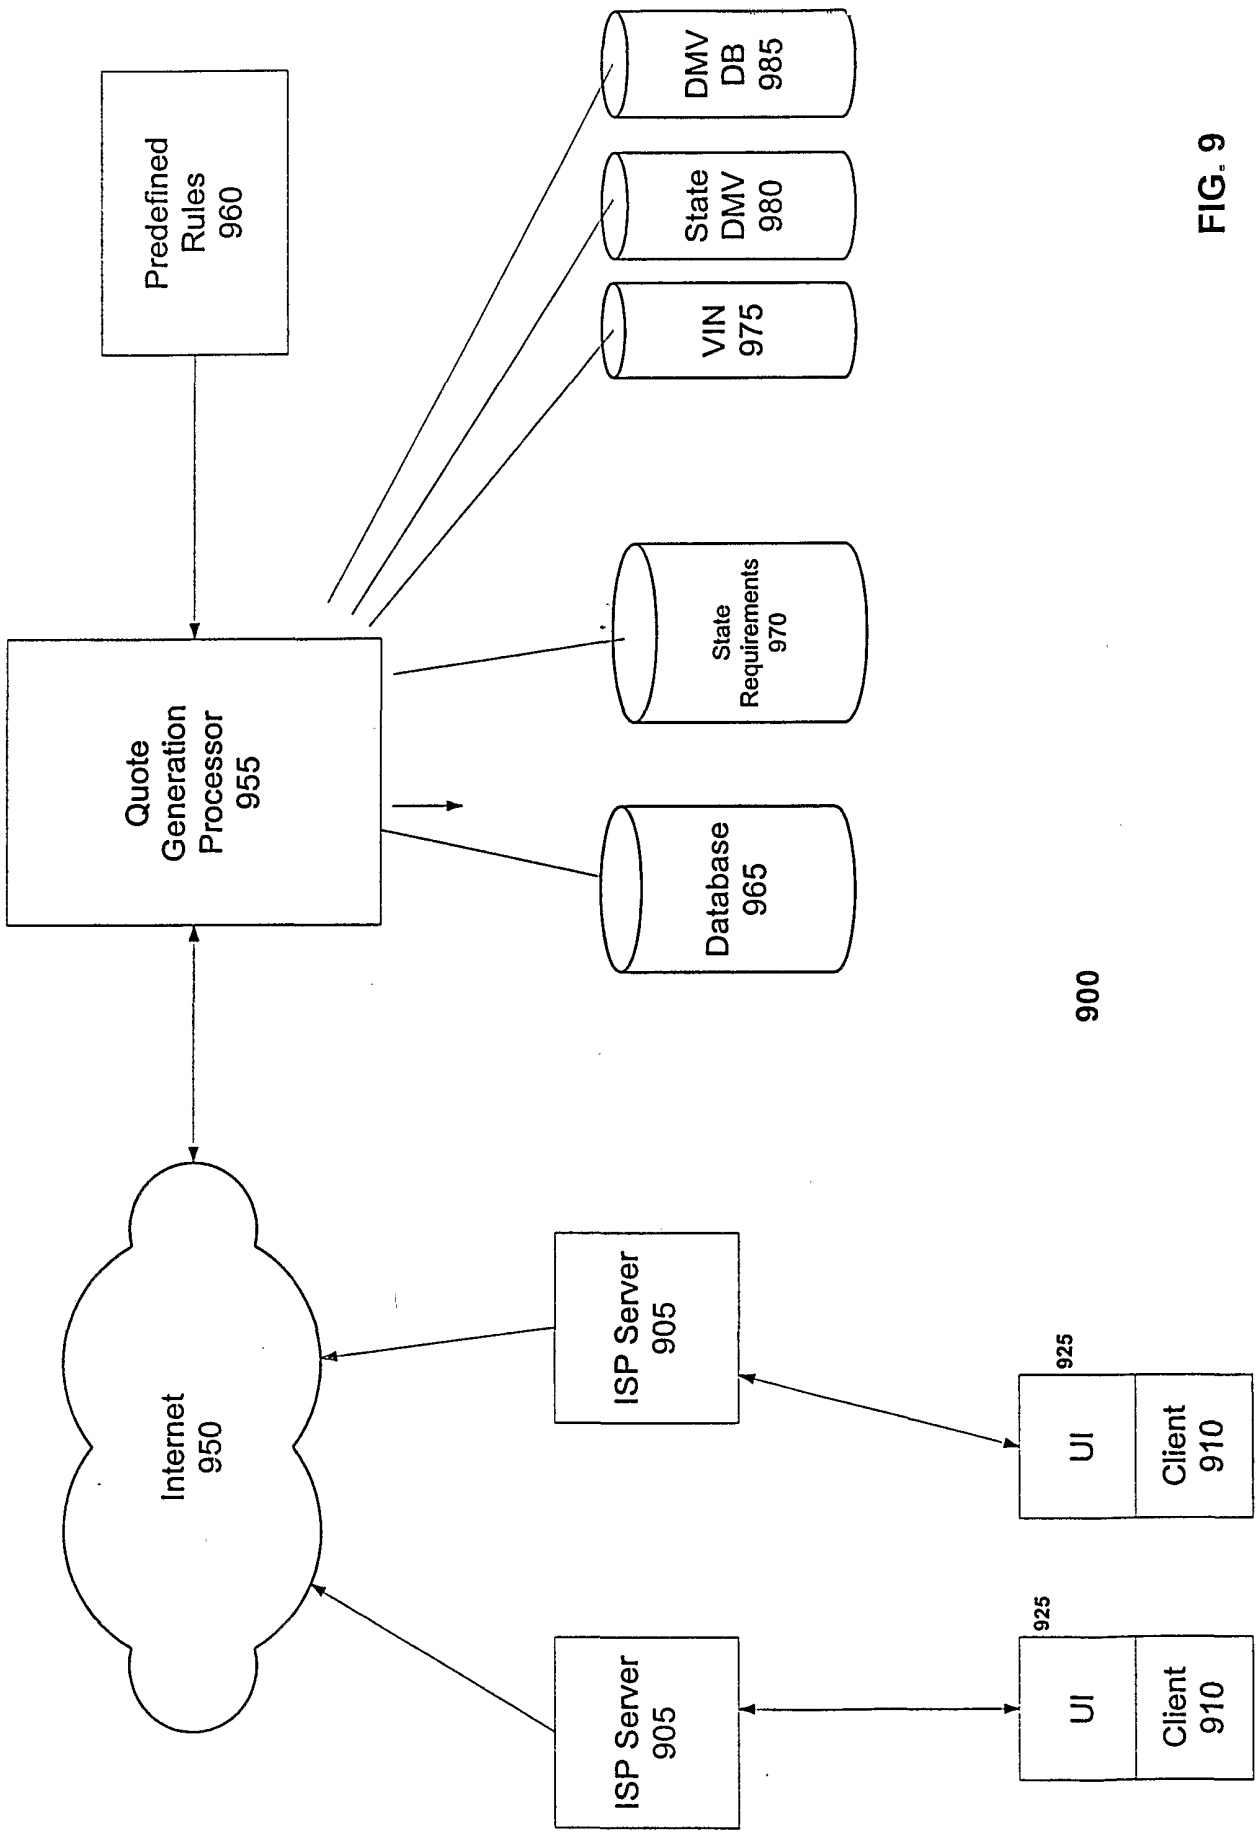 Internet
950
Quote
Generation
Processor
955
Predefined
Rules
960
ISP Server
905
ISP Server
905
Database
965
State
Requirements
970
VIN
975
State
DMV
980
DMV
DB
985
925
UI
Client
910
925
UI
Client
910
900
FIG. 9